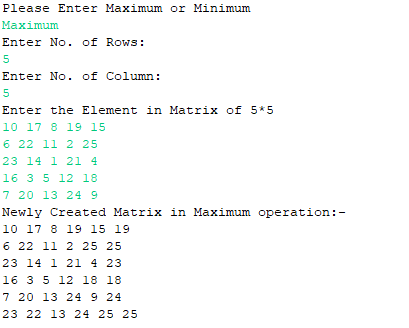 Please Enter Maximum or Minimum
Maximum
Enter No. of Rows:
5
Enter No. of Column:
5
Enter the Element in Matrix of 5*5
10 17 8 19 15
6 22 11 2 25
23 14 1 21 4
16 3 5 12 18
7 20 13 24 9
Newly Created Matrix in Maximum operation:-
10 17 8 19 15 19
6 22 11 2 25 25
23 14 1 21 4 23
16 3 5 12 18 18
7 20 13 24 9 24
23 22 13 24 25 25